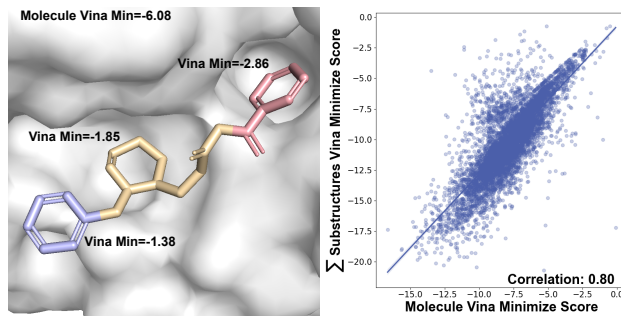 Molecule Vina Min=-6.08
Vina Min=-2.86
Vina Min=-1.85
Vina Min=-1.38
∑ Substructures Vina Minimize Score
0.0
−2.5
−5.0
−7.5
−10.0
−12.5
−15.0
−17.5
−20.0
Correlation: 0.80
−15.0 −12.5 −10.0 −7.5 −5.0 −2.5 0.0
Molecule Vina Minimize Score